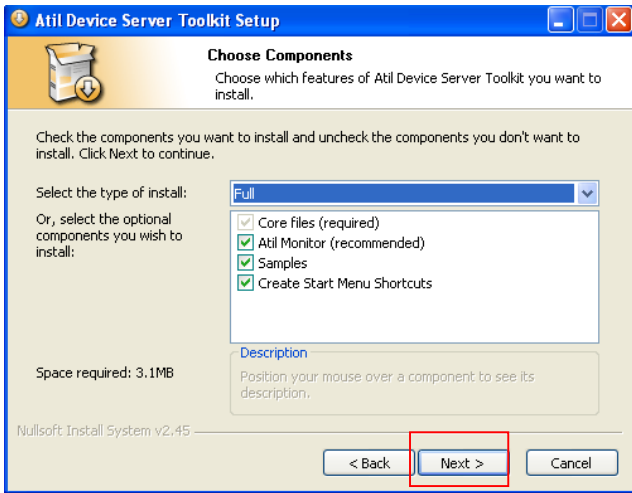 Atil Device Server Toolkit Setup
Choose Components
Choose which features of Atil Device Server Toolkit you want to
install.
Check the components you want to install and uncheck the components you don't want to
install. Click Next to continue.
Select the type of install:
Full
Or, select the optional
components you wish to
install:
Core files (required)
Atil Monitor (recommended)
Samples
Create Start Menu Shortcuts
Space required: 3.1MB
Description
Position your mouse over a component to see its
description.
Nullsoft Install System v2.45
< Back
Next >
Cancel